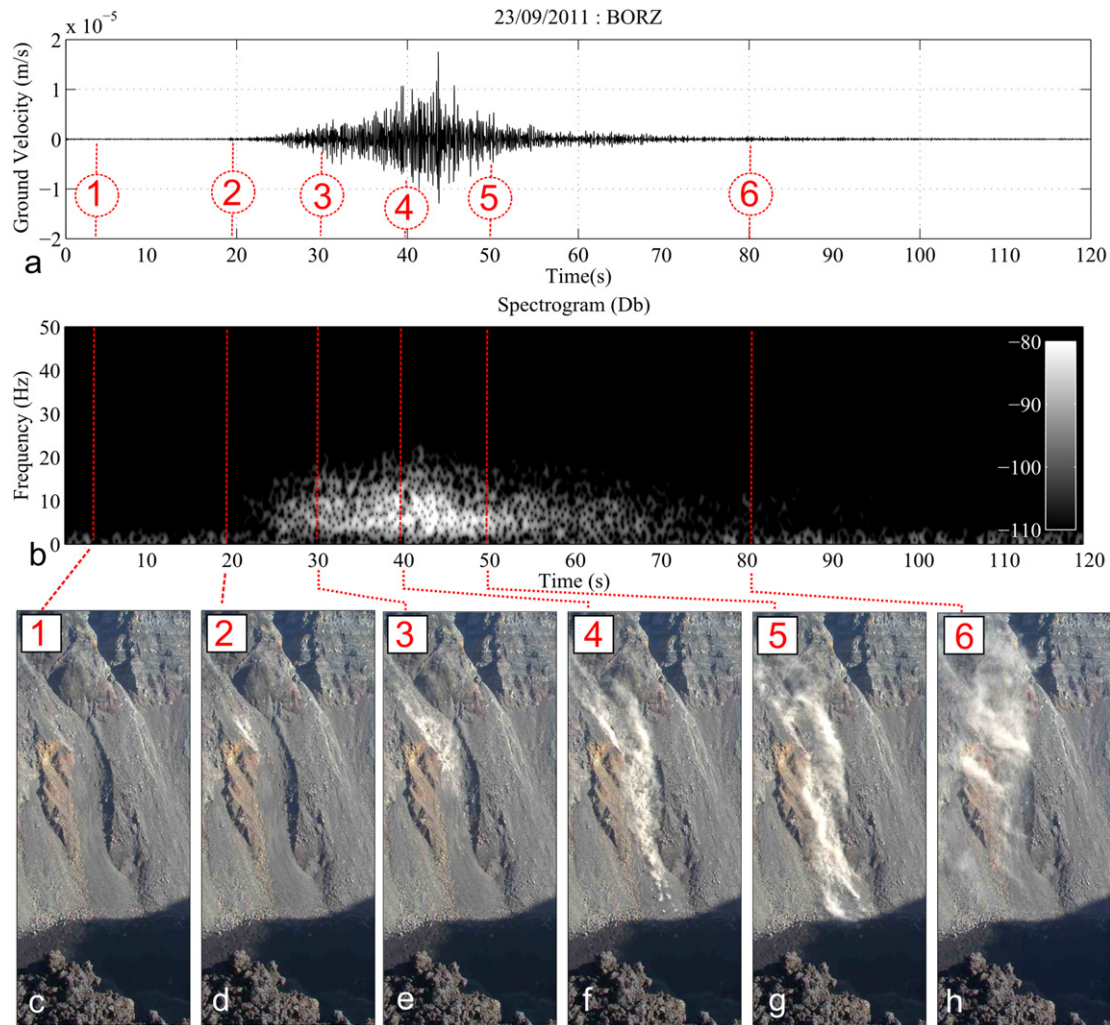 23/09/2011 : BORZ
x 10−5
Ground Velocity (m/s)
2
1
0
−1
−2
1 2 3 4 5 6
0 10 20 30 40 50 60 70 80 90 100 110 120
Time(s)
a
Spectrogram (Db)
Frequency (Hz)
50
40
30
20
10
0
−80
−90
−100
−110
10 20 30 40 50 60 70 80 90 100 110 120
Time (s)
b
1 2 3 4 5 6
c d e f g h